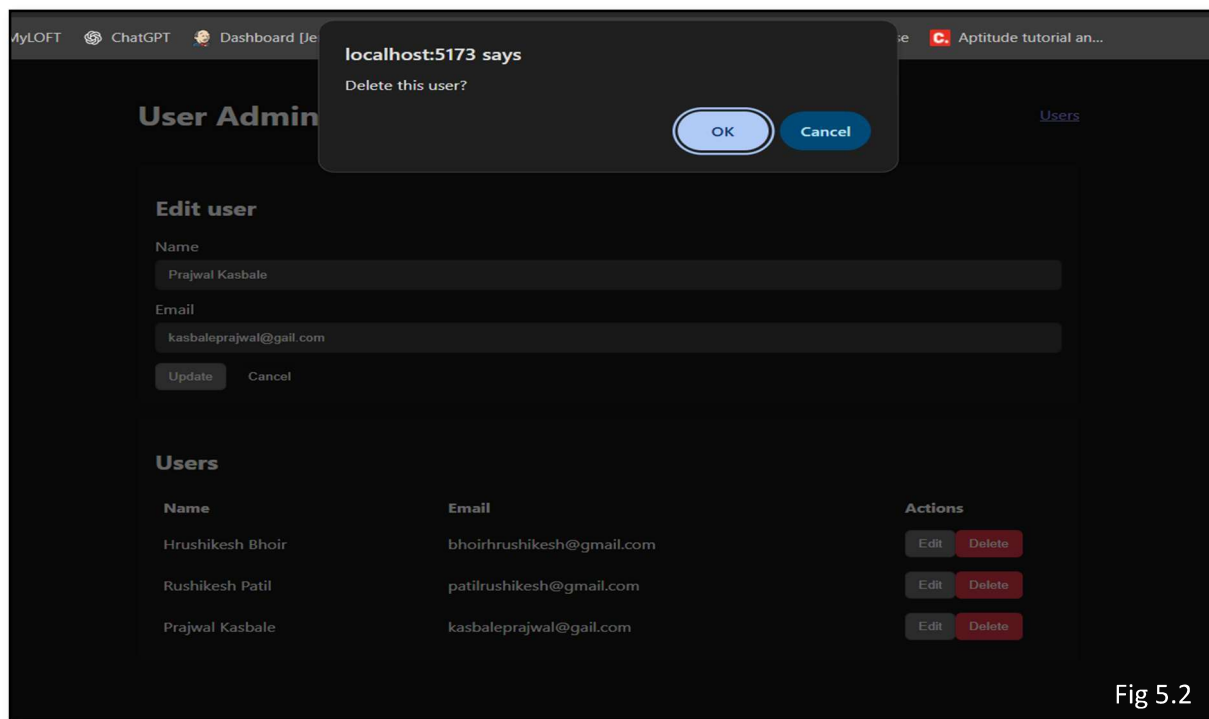 MyLOFT ChatGPT Dashboard [Je se Aptitude tutorial an...
localhost:5173 says
Delete this user?
OK Cancel
User Admin Users
Edit user
Name
Prajwal Kasbale
Email
kasbaleprajwal@gail.com
Update Cancel
Users
Name Email Actions
Hrushikesh Bhoir bhoirhrushikesh@gmail.com Edit Delete
Rushikesh Patil patilrushikesh@gmail.com Edit Delete
Prajwal Kasbale kasbaleprajwal@gail.com Edit Delete
Fig 5.2